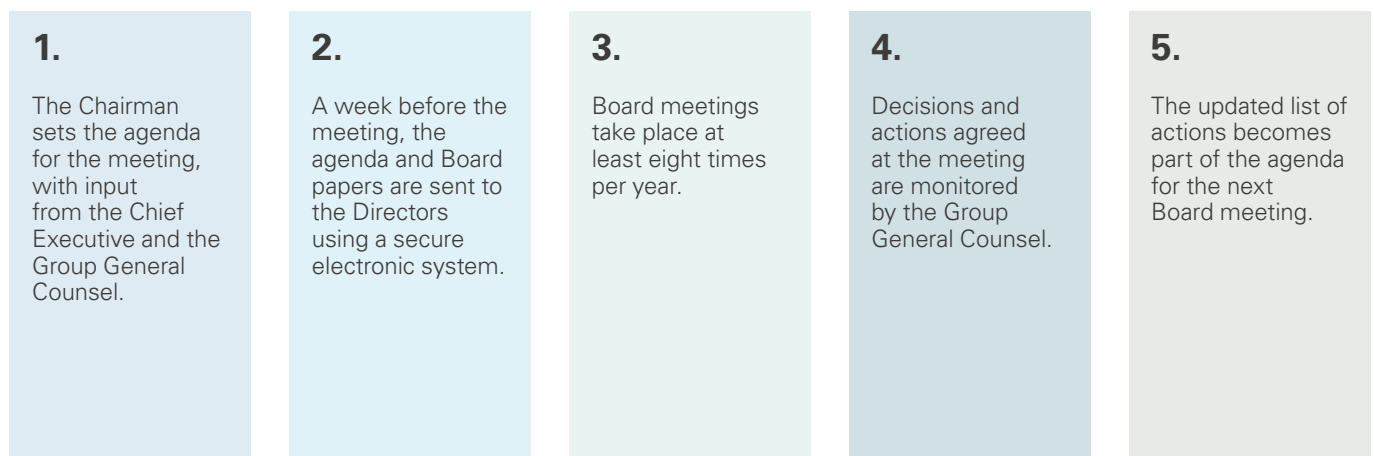 1.
The Chairman
sets the agenda
for the meeting,
with input
from the Chief
Executive and the
Group General
Counsel.
2.
A week before the
meeting, the
agenda and Board
papers are sent to
the Directors
using a secure
electronic system.
3.
Board meetings
take place at
least eight times
per year.
4.
Decisions and
actions agreed
at the meeting
are monitored
by the Group
General Counsel.
5.
The updated list of
actions becomes
part of the agenda
for the next
Board meeting.